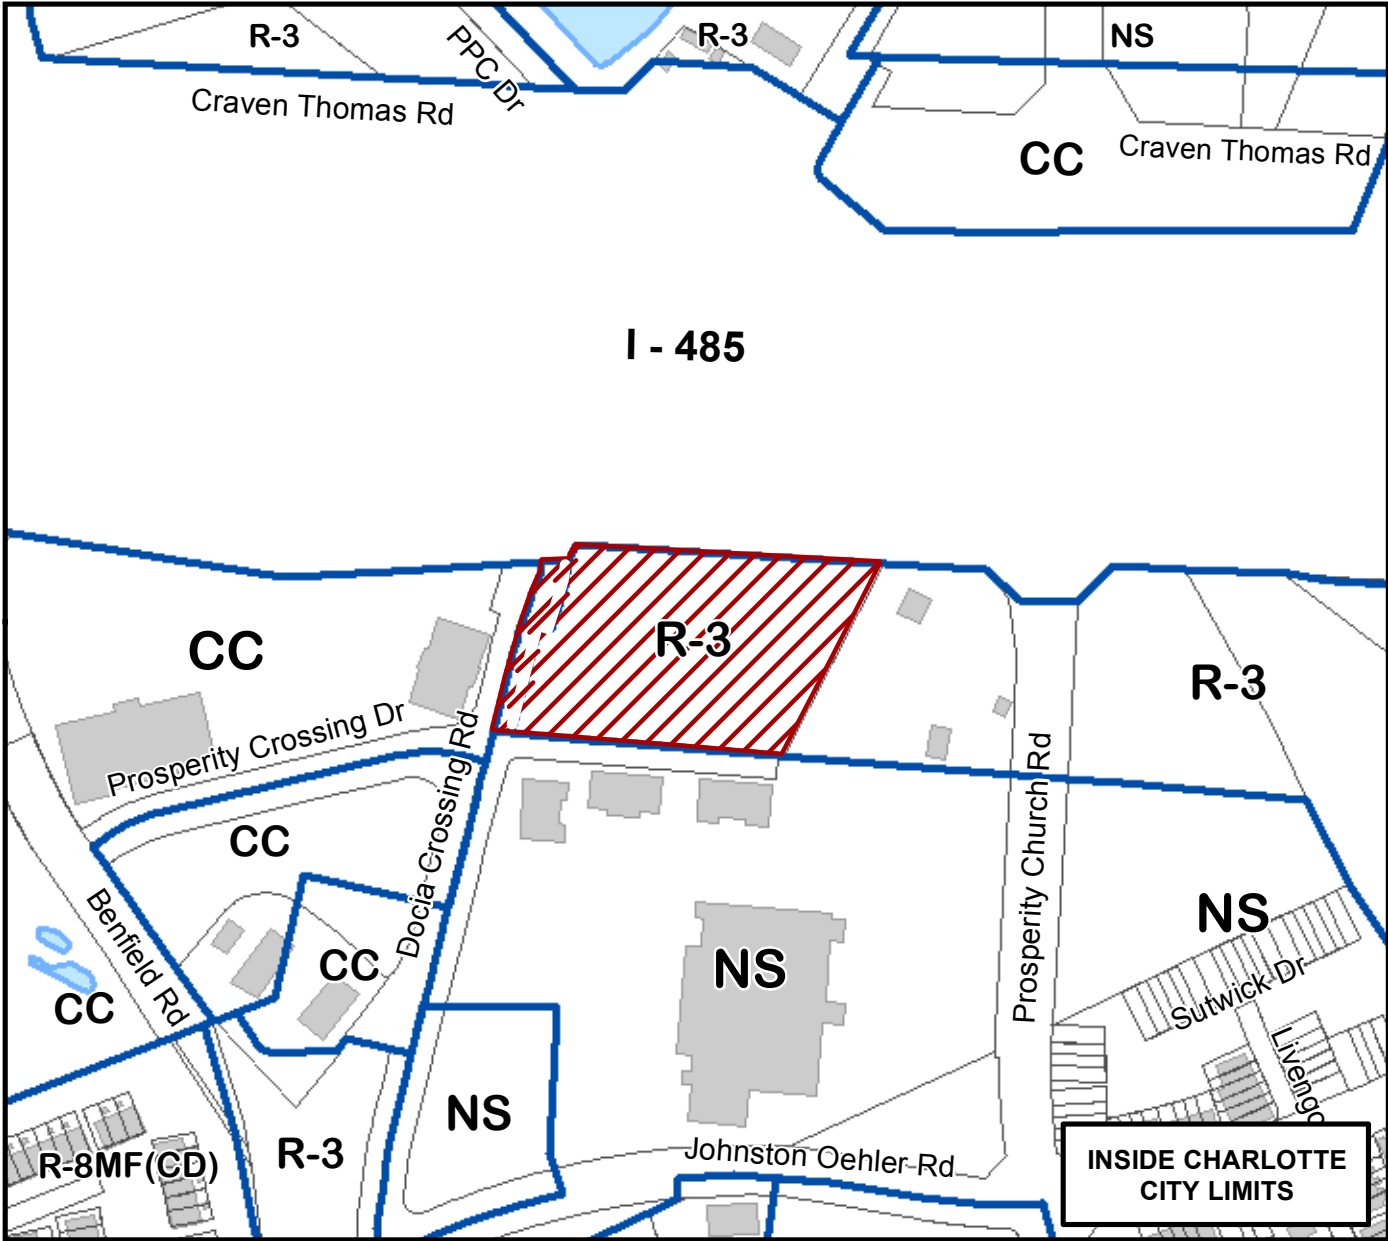 R-3
PPC Dr
R-3
NS
Craven Thomas Rd
CC
Craven Thomas Rd
I - 485
CC
R-3
R-3
Prosperity Crossing Dr
Docia Crossing Rd
Prosperity Church Rd
CC
Benfield Rd
CC
NS
NS
CC
Sutwick Dr
Livengo
NS
R-3
R-8MF(CD)
Johnston Oehler Rd
INSIDE CHARLOTTE
CITY LIMITS